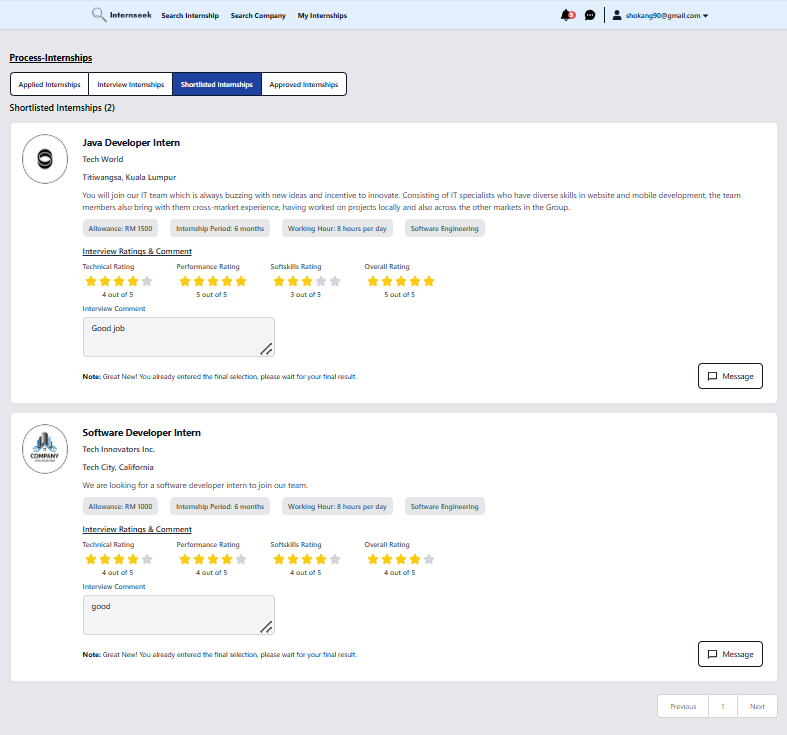 Internseek Search Internship Search Company My Internships 5 shokang90@gmail.com
Process-Internships
Applied Internships Interview Internships Shortlisted Internships Approved Internships
Shortlisted Internships (2)
Java Developer Intern
Tech World
Titiwangsa, Kuala Lumpur
You will join our IT team which is always buzzing with new ideas and incentive to innovate. Consisting of IT specialists who have diverse skills in website and mobile development, the team
members also bring with them cross-market experience, having worked on projects locally and also across the other markets in the Group.
Allowance: RM 1500 Internship Period: 6 months Working Hour: 8 hours per day Software Engineering
Interview Ratings & Comment
Technical Rating Performance Rating Softskills Rating Overall Rating
4 out of 5 5 out of 5 3 out of 5 5 out of 5
Interview Comment
Good job
Note: Great New! You already entered the final selection, please wait for your final result.
Message
Software Developer Intern
Tech Innovators Inc.
COMPANY
Tech City, California
We are looking for a software developer intern to join our team.
Allowance: RM 1000 Internship Period: 6 months Working Hour: 8 hours per day Software Engineering
Interview Ratings & Comment
Technical Rating Performance Rating Softskills Rating Overall Rating
4 out of 5 4 out of 5 4 out of 5 4 out of 5
Interview Comment
good
Note: Great New! You already entered the final selection, please wait for your final result.
Message
Previous 1 Next